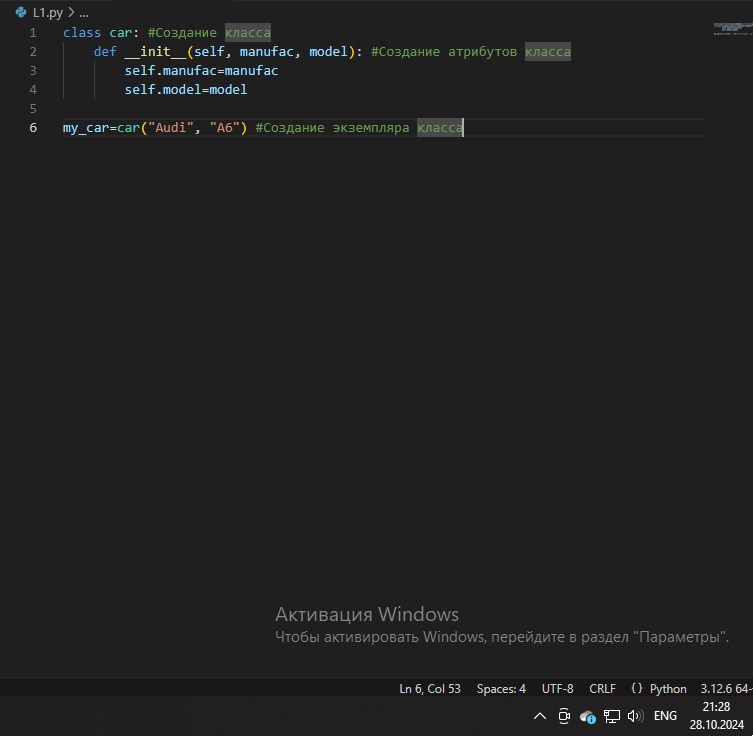 L1.py > ...
1 class car: #Создание класса
2 def __init__(self, manufac, model): #Создание атрибутов класса
3 self.manufac=manufac
4 self.model=model
5
6 my_car=car("Audi", "A6") #Создание экземпляра класса
Активация Windows
Чтобы активировать Windows, перейдите в раздел "Параметры".
Ln 6, Col 53 Spaces: 4 UTF-8 CRLF {} Python 3.12.6 64-
ENG 21:28
28.10.2024